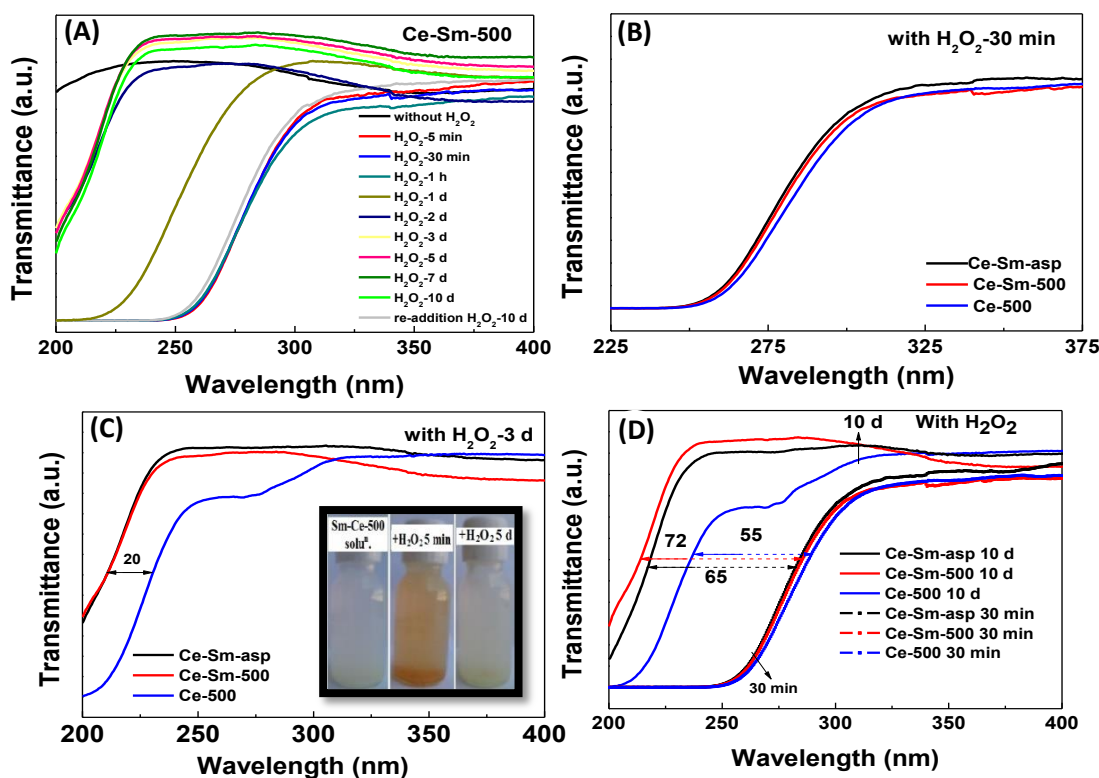 (A)
Ce-Sm-500
Transmittance (a.u.)
without H₂O₂
H₂O₂-5 min
H₂O₂-30 min
H₂O₂-1 h
H₂O₂-1 d
H₂O₂-2 d
H₂O₂-3 d
H₂O₂-5 d
H₂O₂-7 d
H₂O₂-10 d
re-addition H₂O₂-10 d
200 250 300 350 400
Wavelength (nm)
(B)
with H₂O₂-30 min
Transmittance (a.u.)
Ce-Sm-asp
Ce-Sm-500
Ce-500
225 275 325 375
Wavelength (nm)
(C)
with H₂O₂-3 d
Transmittance (a.u.)
20
Sm-Ce-500
soluⁿ.
+H₂O₂ 5 min
+H₂O₂ 5 d
Ce-Sm-asp
Ce-Sm-500
Ce-500
200 250 300 350 400
Wavelength (nm)
(D)
10 d
With H₂O₂
Transmittance (a.u.)
72
55
65
Ce-Sm-asp 10 d
Ce-Sm-500 10 d
Ce-500 10 d
Ce-Sm-asp 30 min
Ce-Sm-500 30 min
Ce-500 30 min
30 min
200 250 300 350 400
Wavelength (nm)